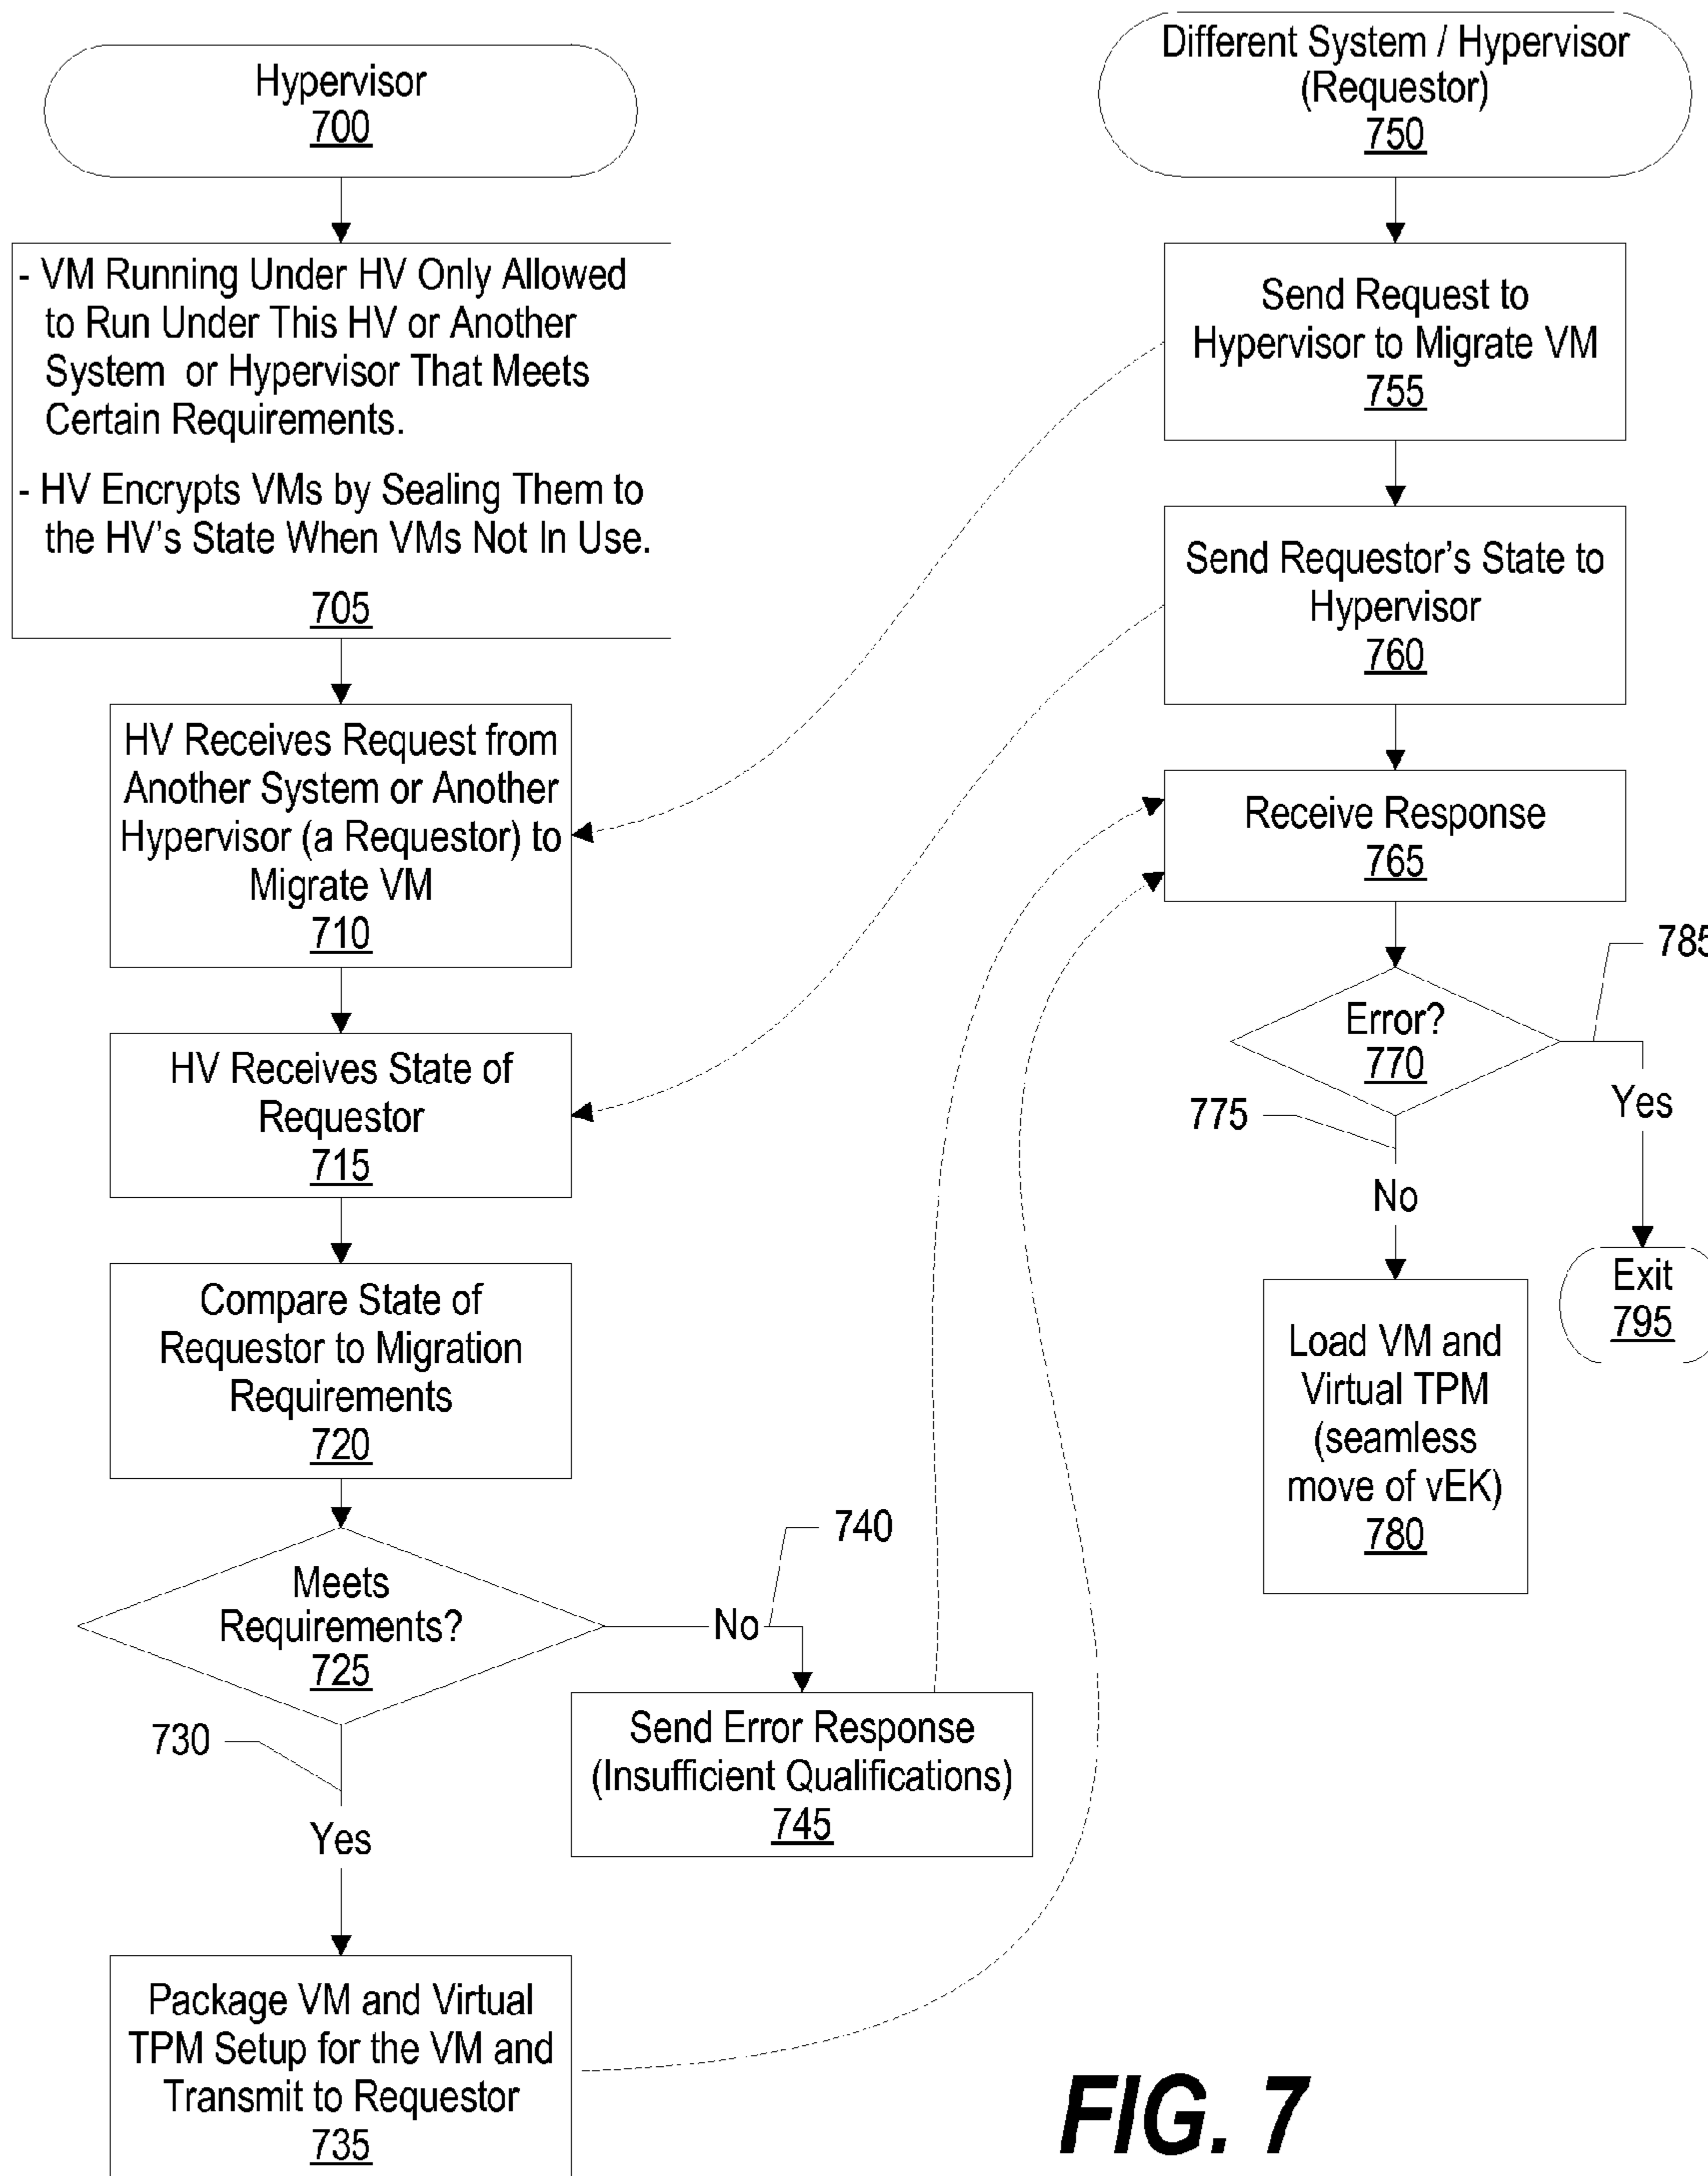 Hypervisor
700
- VM Running Under HV Only Allowed
to Run Under This HV or Another
System or Hypervisor That Meets
Certain Requirements.
- HV Encrypts VMs by Sealing Them to
the HV's State When VMs Not In Use.
705
HV Receives Request from
Another System or Another
Hypervisor (a Requestor) to
Migrate VM
710
HV Receives State of
Requestor
715
Compare State of
Requestor to Migration
Requirements
720
Meets
Requirements?
725
740
No
730
Yes
Send Error Response
(Insufficient Qualifications)
745
Package VM and Virtual
TPM Setup for the VM and
Transmit to Requestor
735
Different System / Hypervisor
(Requestor)
750
Send Request to
Hypervisor to Migrate VM
755
Send Requestor's State to
Hypervisor
760
Receive Response
765
785
Error?
770
775
Yes
No
Exit
795
Load VM and
Virtual TPM
(seamless
move of vEK)
780
FIG. 7